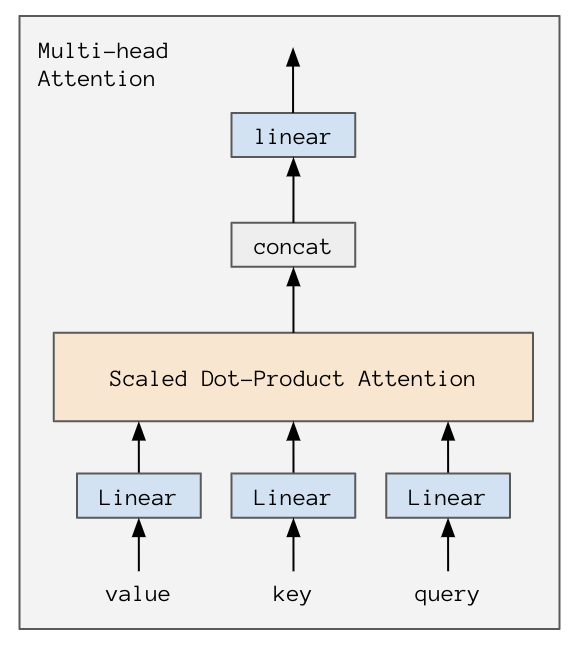 Multi-head
Attention
linear
concat
Scaled Dot-Product Attention
Linear Linear Linear
value key query